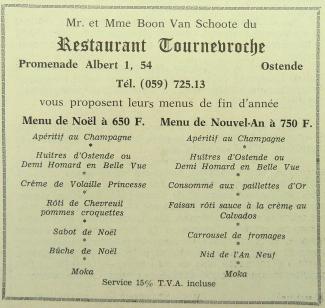 Mr. et Mme Boon Van Schoote du
Restaurant Tournebroche
Promenade Albert 1, 54 Ostende
Tél. (059) 725.13
vous proposent leurs menus de fin d'année
Menu de Noël à 650 F.
Apéritif au Champagne
*
Huîtres d'Ostende ou
Demi Homard en Belle Vue
*
Crème de Volaille Princesse
*
Rôti de Chevreuil
pommes croquettes
*
Sabot de Noël
*
Bûche de Noël
*
Moka
Menu de Nouvel-An à 750 F.
Apéritif au Champagne
*
Huîtres d'Ostende ou
Demi Homard en Belle Vue
*
Consommé aux paillettes d'Or
*
Faisan rôti sauce à la crème au
Calvados
*
Carrousel de fromages
*
Nid de l'An Neuf
*
Moka
Service 15% T.V.A. incluse